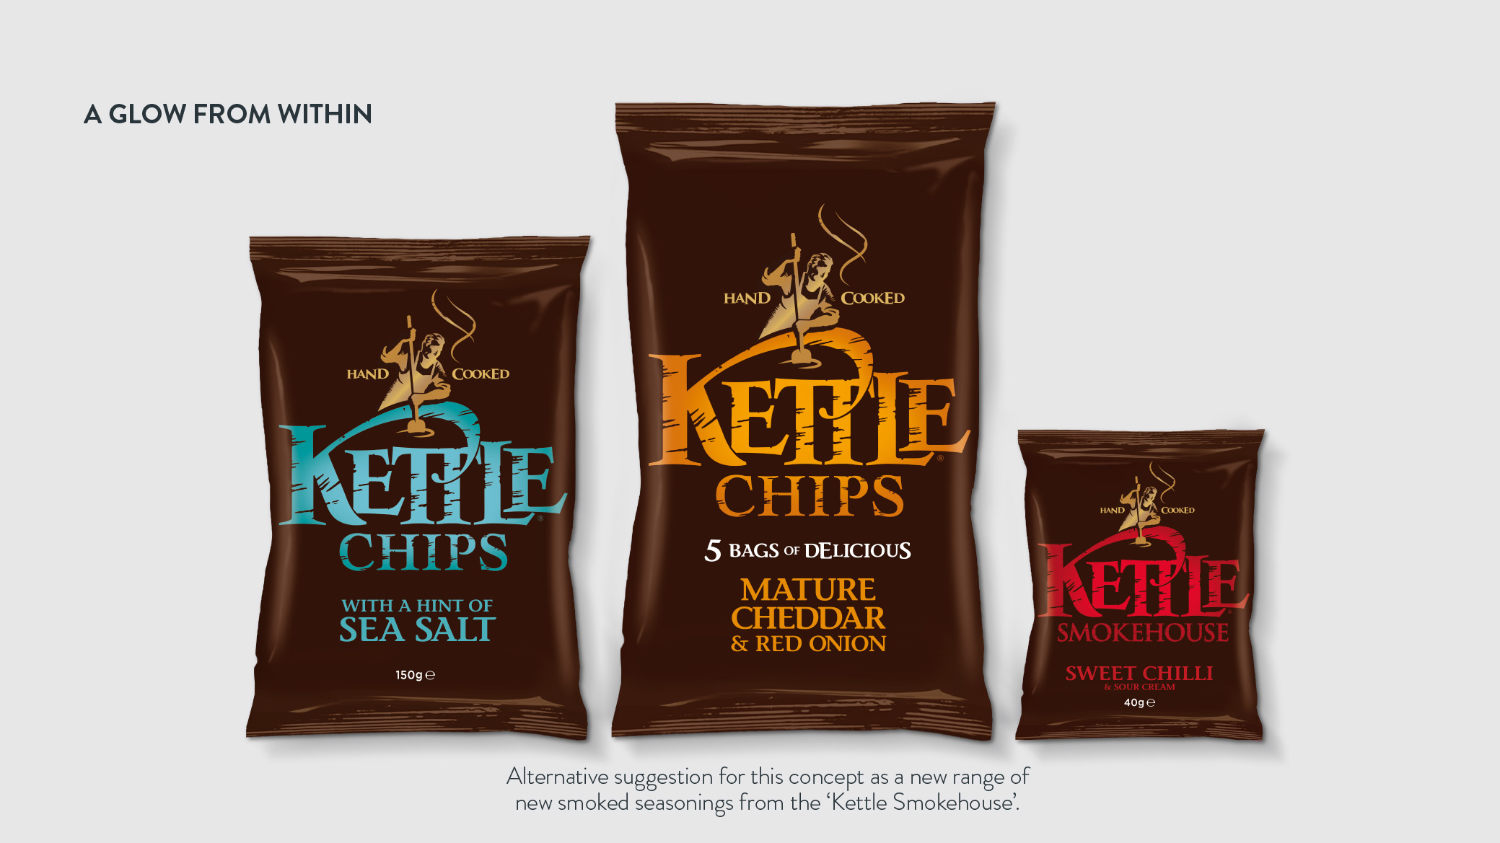 A GLOW FROM WITHIN
HAND COOKED
KETTLE
®
CHIPS
WITH A HINT OF
SEA SALT
150g ℮
HAND COOKED
KETTLE
®
CHIPS
5 BAGS OF DELICIOUS
MATURE
CHEDDAR
& RED ONION
HAND COOKED
KETTLE
®
SMOKEHOUSE
SWEET CHILLI
& SOUR CREAM
40g ℮
Alternative suggestion for this concept as a new range of
new smoked seasonings from the ‘Kettle Smokehouse’.